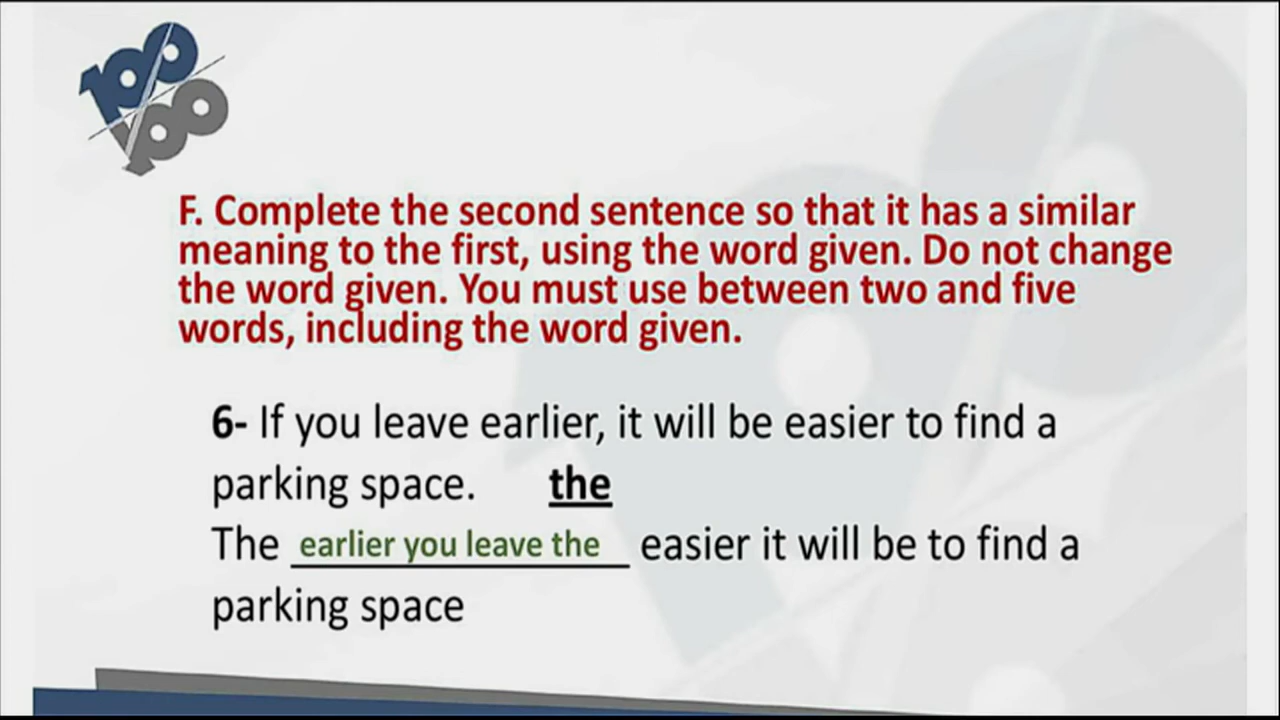 100
100
F. Complete the second sentence so that it has a similar
meaning to the first, using the word given. Do not change
the word given. You must use between two and five
words, including the word given.
6- If you leave earlier, it will be easier to find a
parking space. the
The earlier you leave the easier it will be to find a
parking space